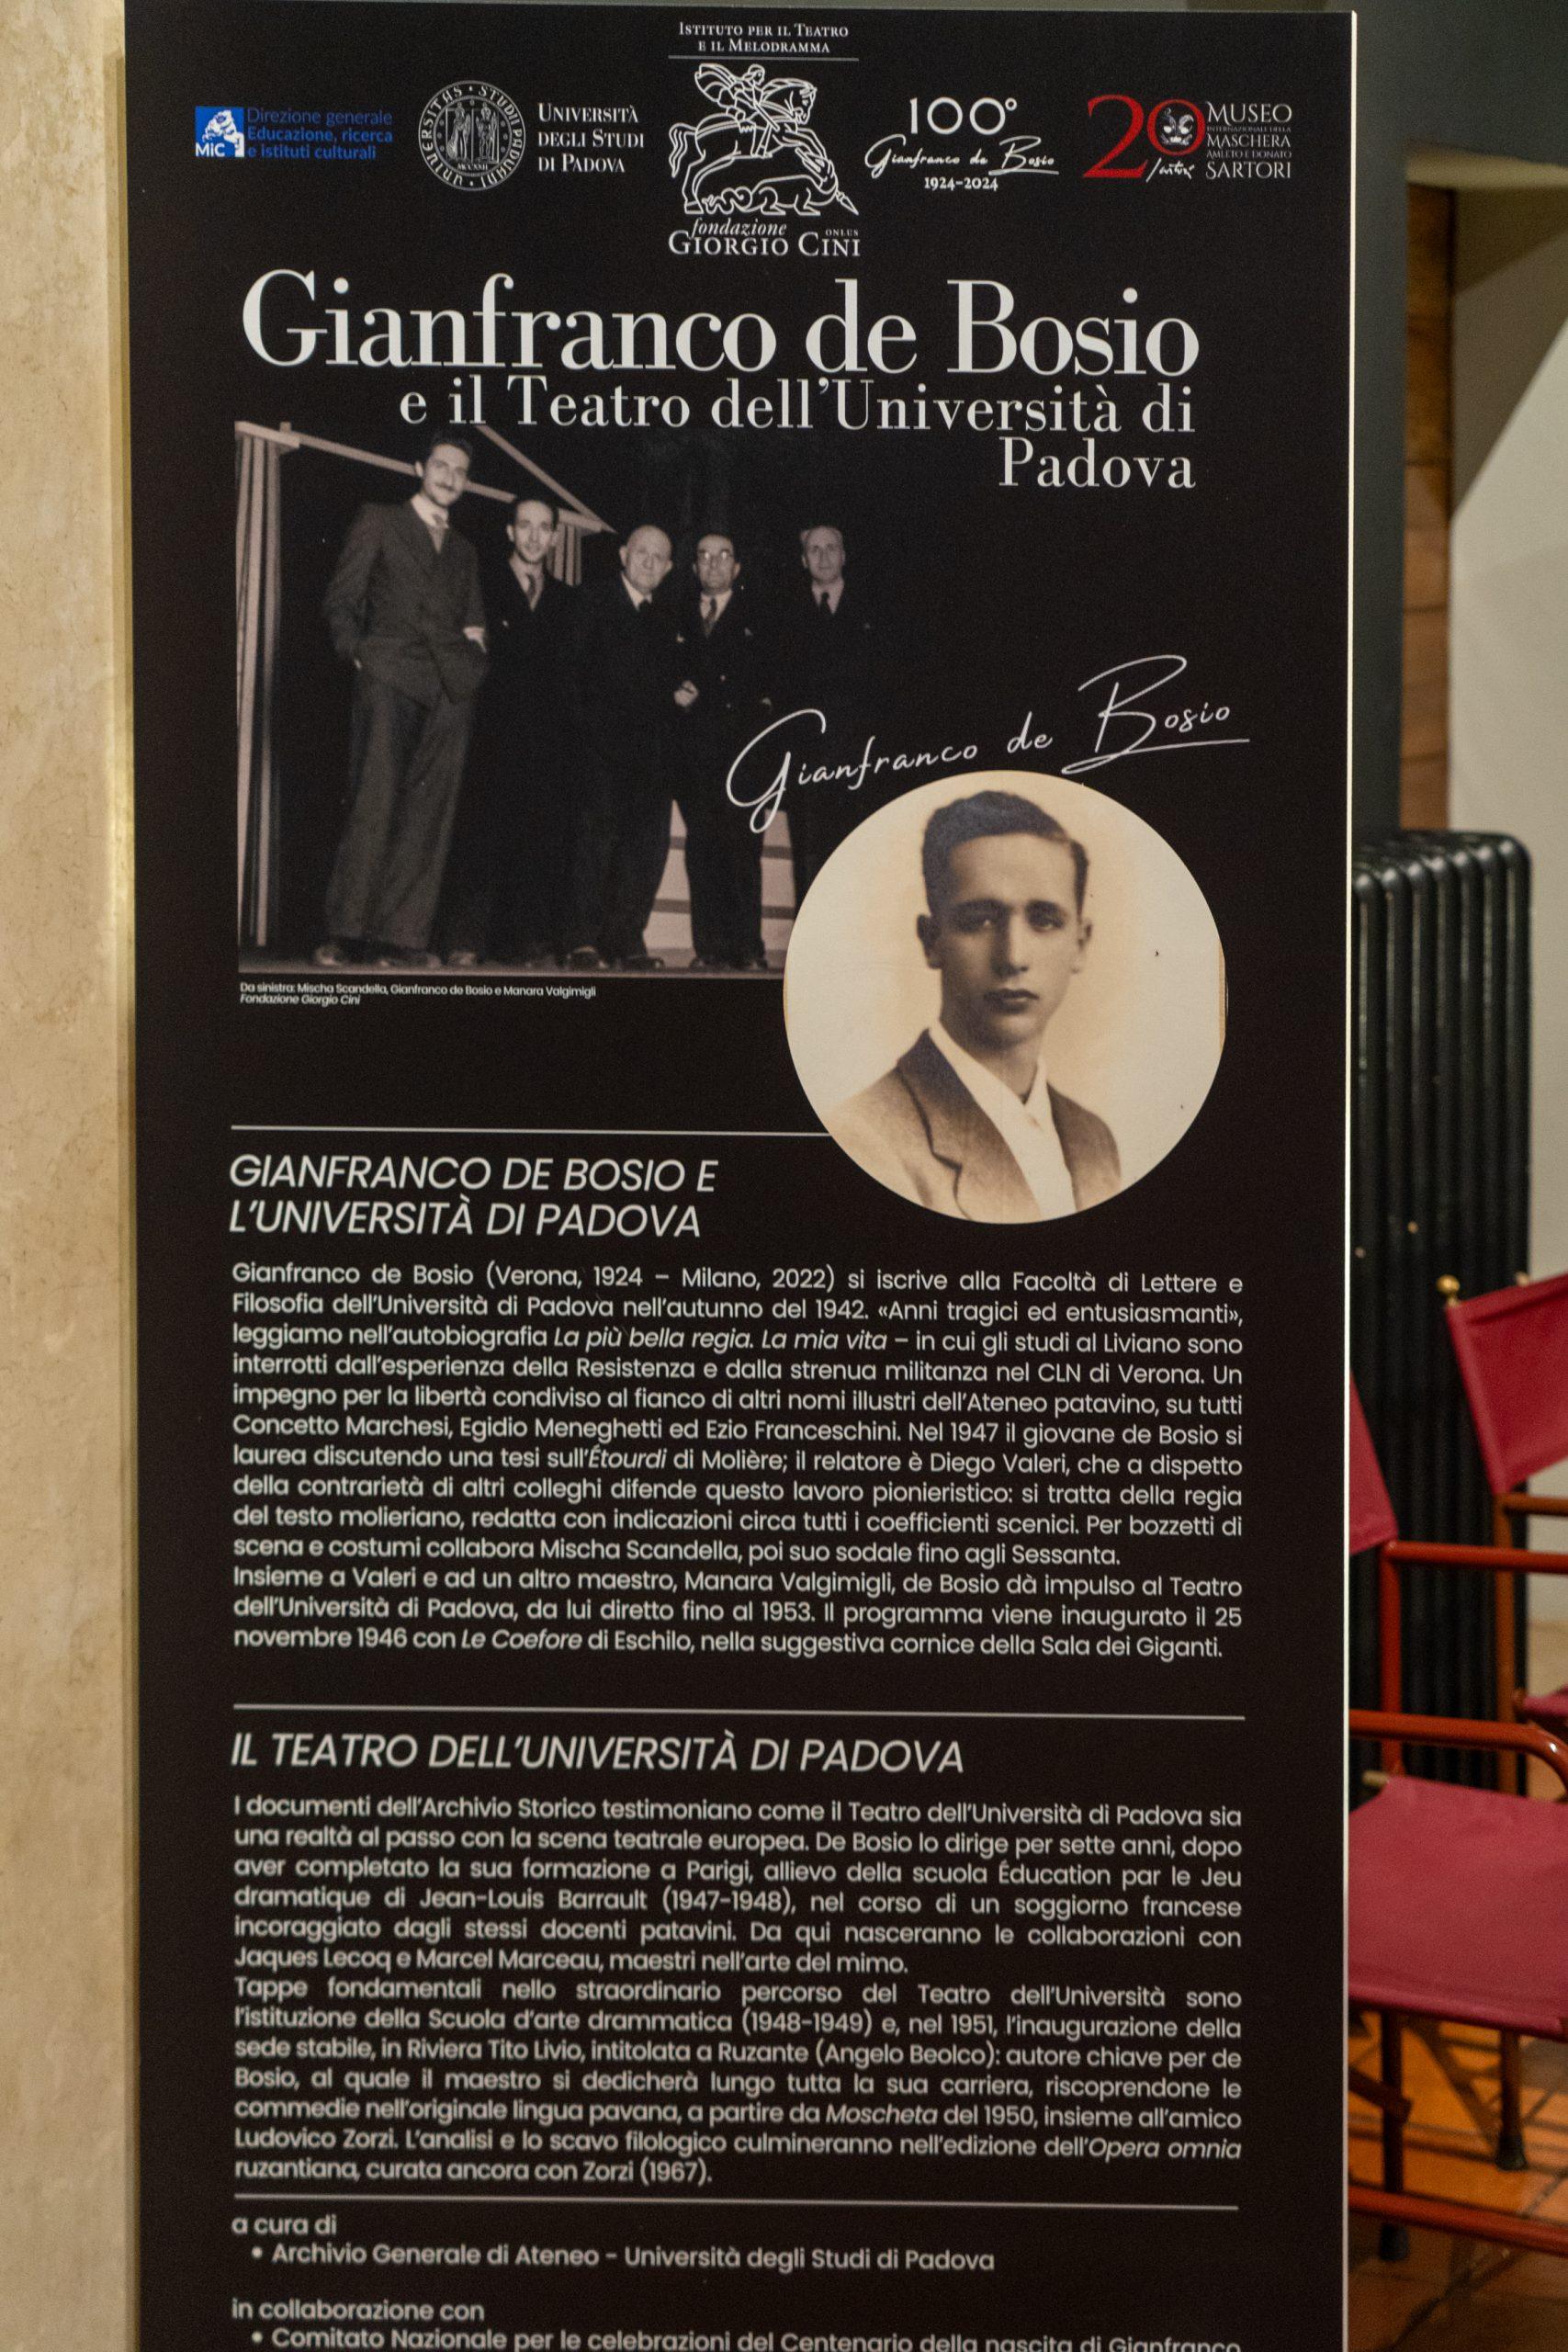 ISTITUTO PER IL TEATRO
E IL MELODRAMMA
MiC
Direzione generale
Educazione, ricerca
e istituti culturali
UNIVERSITAS STUDII PADUANI
MCCXXII
UNIVERSITÀ
DEGLI STUDI
DI PADOVA
fondazione
ONLUS
GIORGIO CINI
100°
Gianfranco de Bosio
1924-2024
20
MUSEO
INTERNAZIONALE DELLA
MASCHERA
AMLETO E DONATO
SARTORI
Gianfranco de Bosio
e il Teatro dell'Università di
Padova
Gianfranco de Bosio
Da sinistra: Mischa Scandella, Gianfranco de Bosio e Manara Valgimigli
Fondazione Giorgio Cini
GIANFRANCO DE BOSIO E
L'UNIVERSITÀ DI PADOVA
Gianfranco de Bosio (Verona, 1924 – Milano, 2022) si iscrive alla Facoltà di Lettere e
Filosofia dell'Università di Padova nell'autunno del 1942. «Anni tragici ed entusiasmanti»,
leggiamo nell'autobiografia La più bella regia. La mia vita – in cui gli studi al Liviano sono
interrotti dall'esperienza della Resistenza e dalla strenua militanza nel CLN di Verona. Un
impegno per la libertà condiviso al fianco di altri nomi illustri dell'Ateneo patavino, su tutti
Concetto Marchesi, Egidio Meneghetti ed Ezio Franceschini. Nel 1947 il giovane de Bosio si
laurea discutendo una tesi sull'Étourdi di Molière; il relatore è Diego Valeri, che a dispetto
della contrarietà di altri colleghi difende questo lavoro pionieristico: si tratta della regia
del testo molieriano, redatta con indicazioni circa tutti i coefficienti scenici. Per bozzetti di
scena e costumi collabora Mischa Scandella, poi suo sodale fino agli Sessanta.
Insieme a Valeri e ad un altro maestro, Manara Valgimigli, de Bosio dà impulso al Teatro
dell'Università di Padova, da lui diretto fino al 1953. Il programma viene inaugurato il 25
novembre 1946 con Le Coefore di Eschilo, nella suggestiva cornice della Sala dei Giganti.
IL TEATRO DELL'UNIVERSITÀ DI PADOVA
I documenti dell'Archivio Storico testimoniano come il Teatro dell'Università di Padova sia
una realtà al passo con la scena teatrale europea. De Bosio lo dirige per sette anni, dopo
aver completato la sua formazione a Parigi, allievo della scuola Éducation par le Jeu
dramatique di Jean-Louis Barrault (1947-1948), nel corso di un soggiorno francese
incoraggiato dagli stessi docenti patavini. Da qui nasceranno le collaborazioni con
Jaques Lecoq e Marcel Marceau, maestri nell'arte del mimo.
Tappe fondamentali nello straordinario percorso del Teatro dell'Università sono
l'istituzione della Scuola d'arte drammatica (1948-1949) e, nel 1951, l'inaugurazione della
sede stabile, in Riviera Tito Livio, intitolata a Ruzante (Angelo Beolco): autore chiave per de
Bosio, al quale il maestro si dedicherà lungo tutta la sua carriera, riscoprendone le
commedie nell'originale lingua pavana, a partire da Moscheta del 1950, insieme all'amico
Ludovico Zorzi. L'analisi e lo scavo filologico culmineranno nell'edizione dell'Opera omnia
ruzantiana, curata ancora con Zorzi (1967).
a cura di
• Archivio Generale di Ateneo - Università degli Studi di Padova
in collaborazione con
• Comitato Nazionale per le celebrazioni del Centenario della nascita di Gianfranco